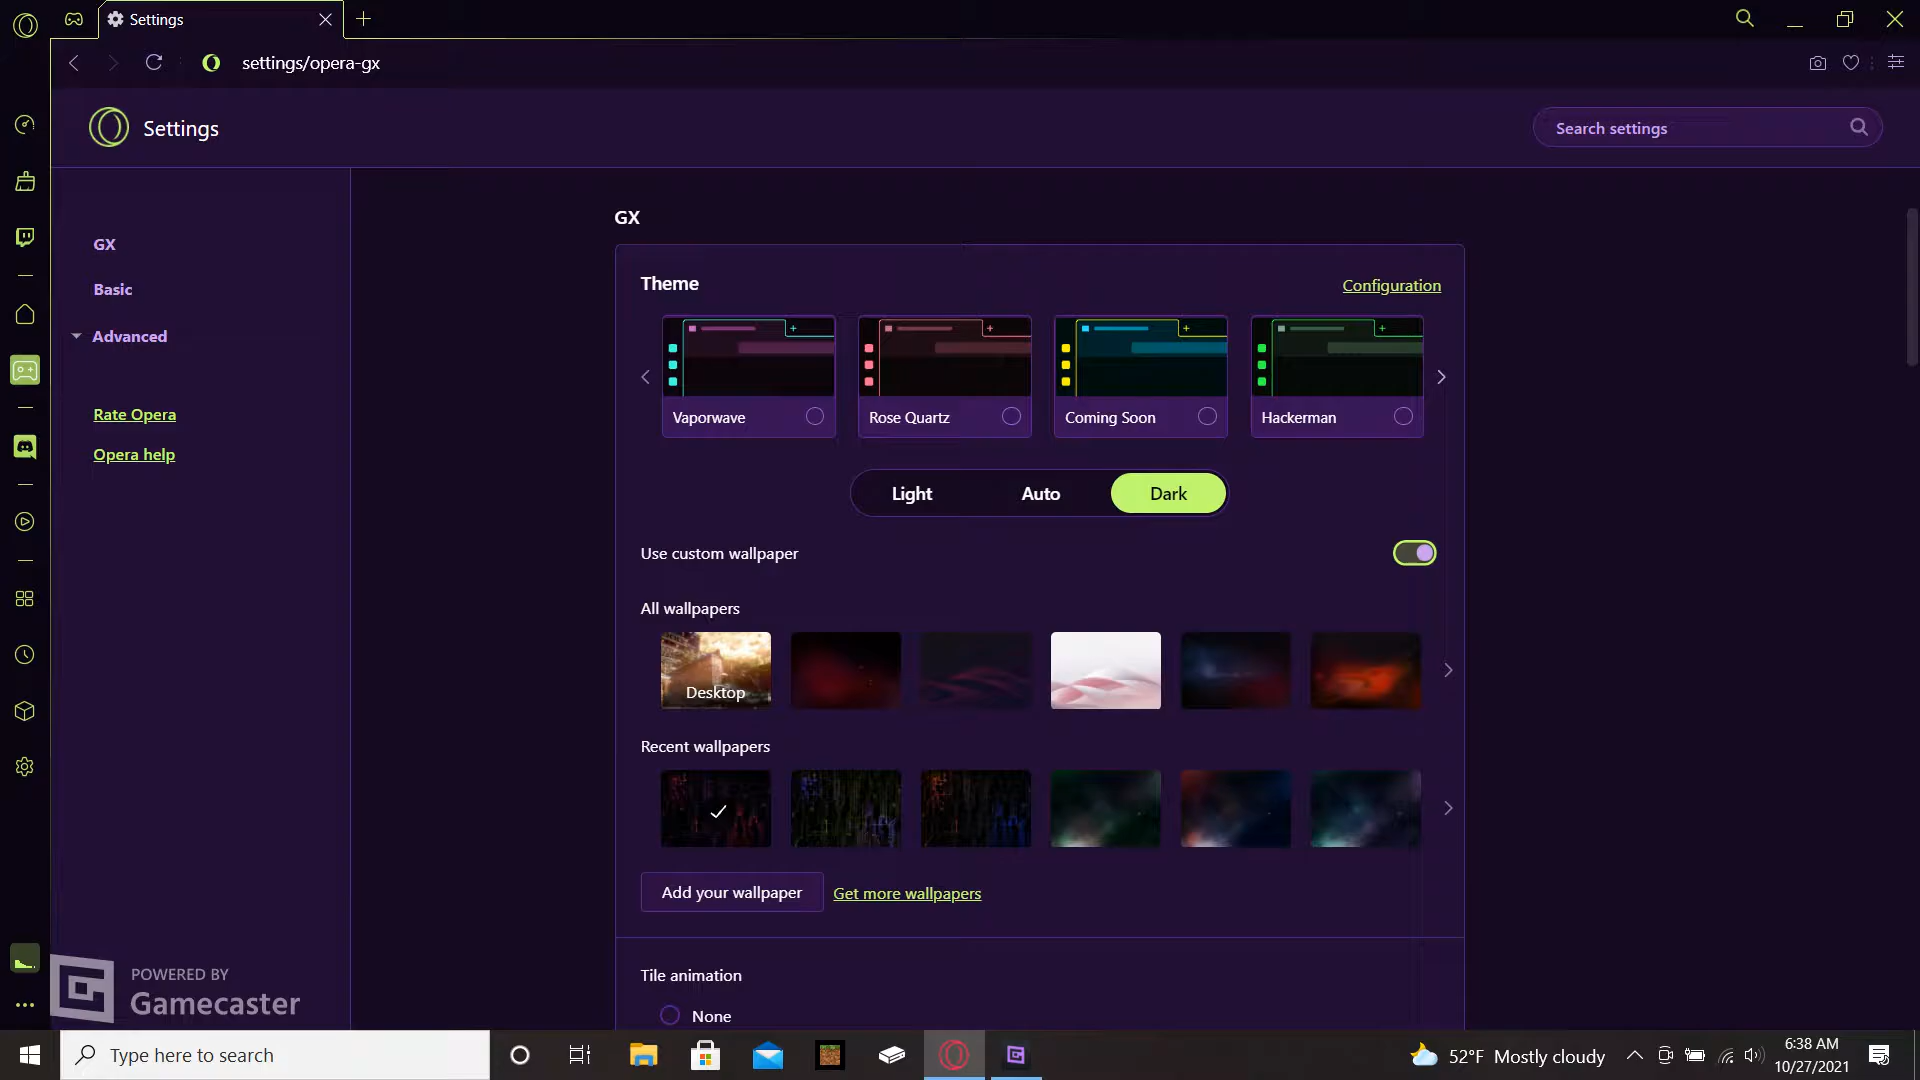 Settings
settings/opera-gx
Settings
Search settings
GX
Basic
Advanced
Rate Opera
Opera help
GX
Theme
Configuration
Vaporwave
Rose Quartz
Coming Soon
Hackerman
Light
Auto
Dark
Use custom wallpaper
All wallpapers
Desktop
Recent wallpapers
Add your wallpaper
Get more wallpapers
Tile animation
None
POWERED BY
Gamecaster
Type here to search
52°F Mostly cloudy
6:38 AM
10/27/2021